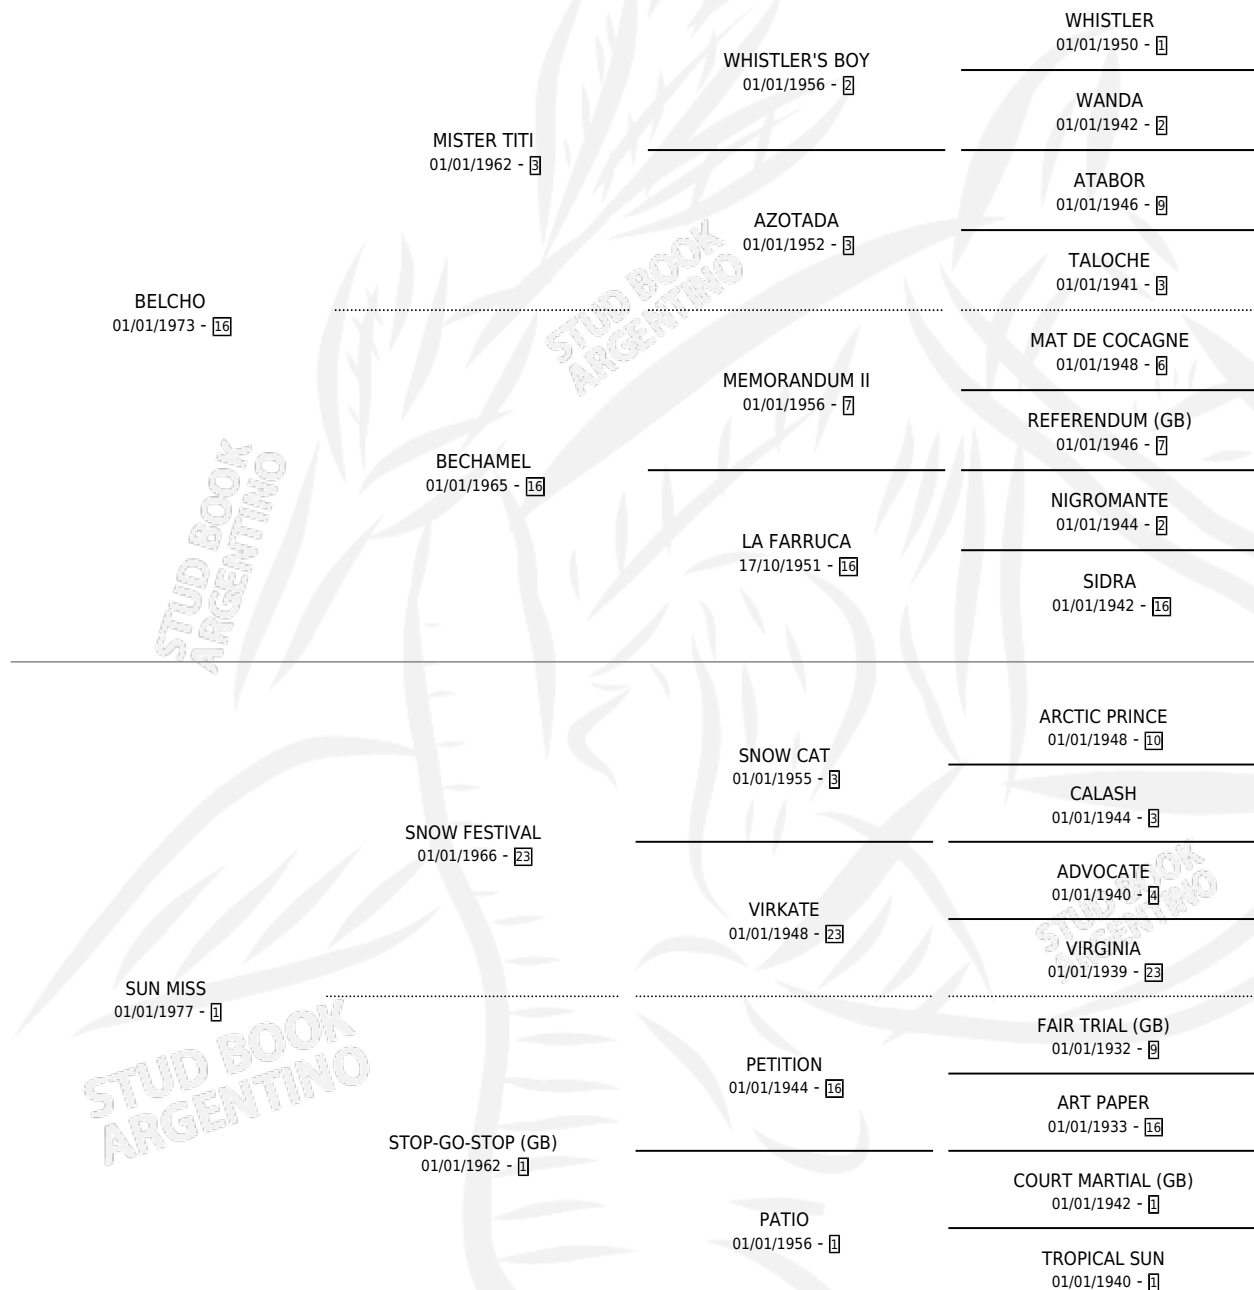 WHISTLER
01/01/1950 - 1
WHISTLER'S BOY
01/01/1956 - 2
WANDA
01/01/1942 - 2
MISTER TITI
01/01/1962 - 3
ATABOR
01/01/1946 - 9
AZOTADA
01/01/1952 - 3
TALOCHE
01/01/1941 - 3
BELCHO
01/01/1973 - 16
STUD BOOK
ARGENTINO
MAT DE COCAGNE
01/01/1948 - 6
MEMORANDUM II
01/01/1956 - 7
REFERENDUM (GB)
01/01/1946 - 7
BECHAMEL
01/01/1965 - 16
NIGROMANTE
01/01/1944 - 2
LA FARRUCA
17/10/1951 - 16
SIDRA
01/01/1942 - 16
STUD BOOK
ARGENTINO
ARCTIC PRINCE
01/01/1948 - 10
SNOW CAT
01/01/1955 - 3
CALASH
01/01/1944 - 3
SNOW FESTIVAL
01/01/1966 - 23
ADVOCATE
01/01/1940 - 4
VIRKATE
01/01/1948 - 23
VIRGINIA
01/01/1939 - 23
STUD BOOK
ARGENTINO
SUN MISS
01/01/1977 - 1
FAIR TRIAL (GB)
01/01/1932 - 9
PETITION
01/01/1944 - 16
ART PAPER
01/01/1933 - 16
STUD BOOK
ARGENTINO
STOP-GO-STOP (GB)
01/01/1962 - 1
COURT MARTIAL (GB)
01/01/1942 - 1
PATIO
01/01/1956 - 1
TROPICAL SUN
01/01/1940 - 1